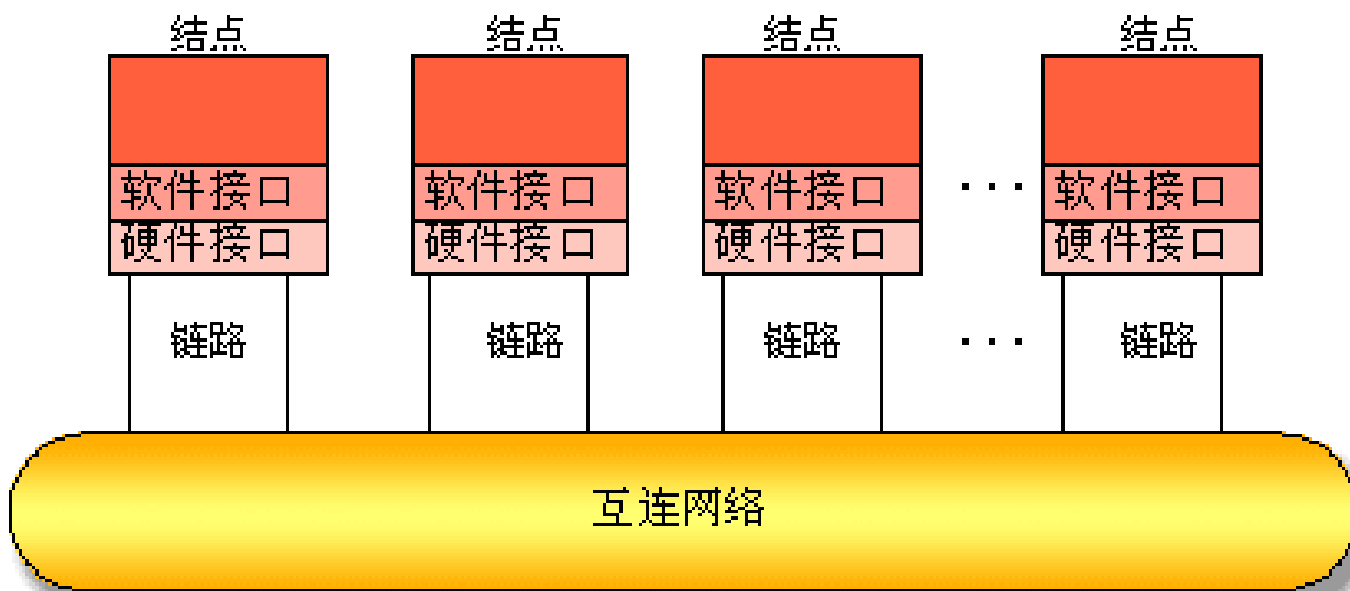 结点 结点 结点 结点
软件接口 软件接口 软件接口 ... 软件接口
硬件接口 硬件接口 硬件接口 硬件接口
链路 链路 链路 ... 链路
互连网络